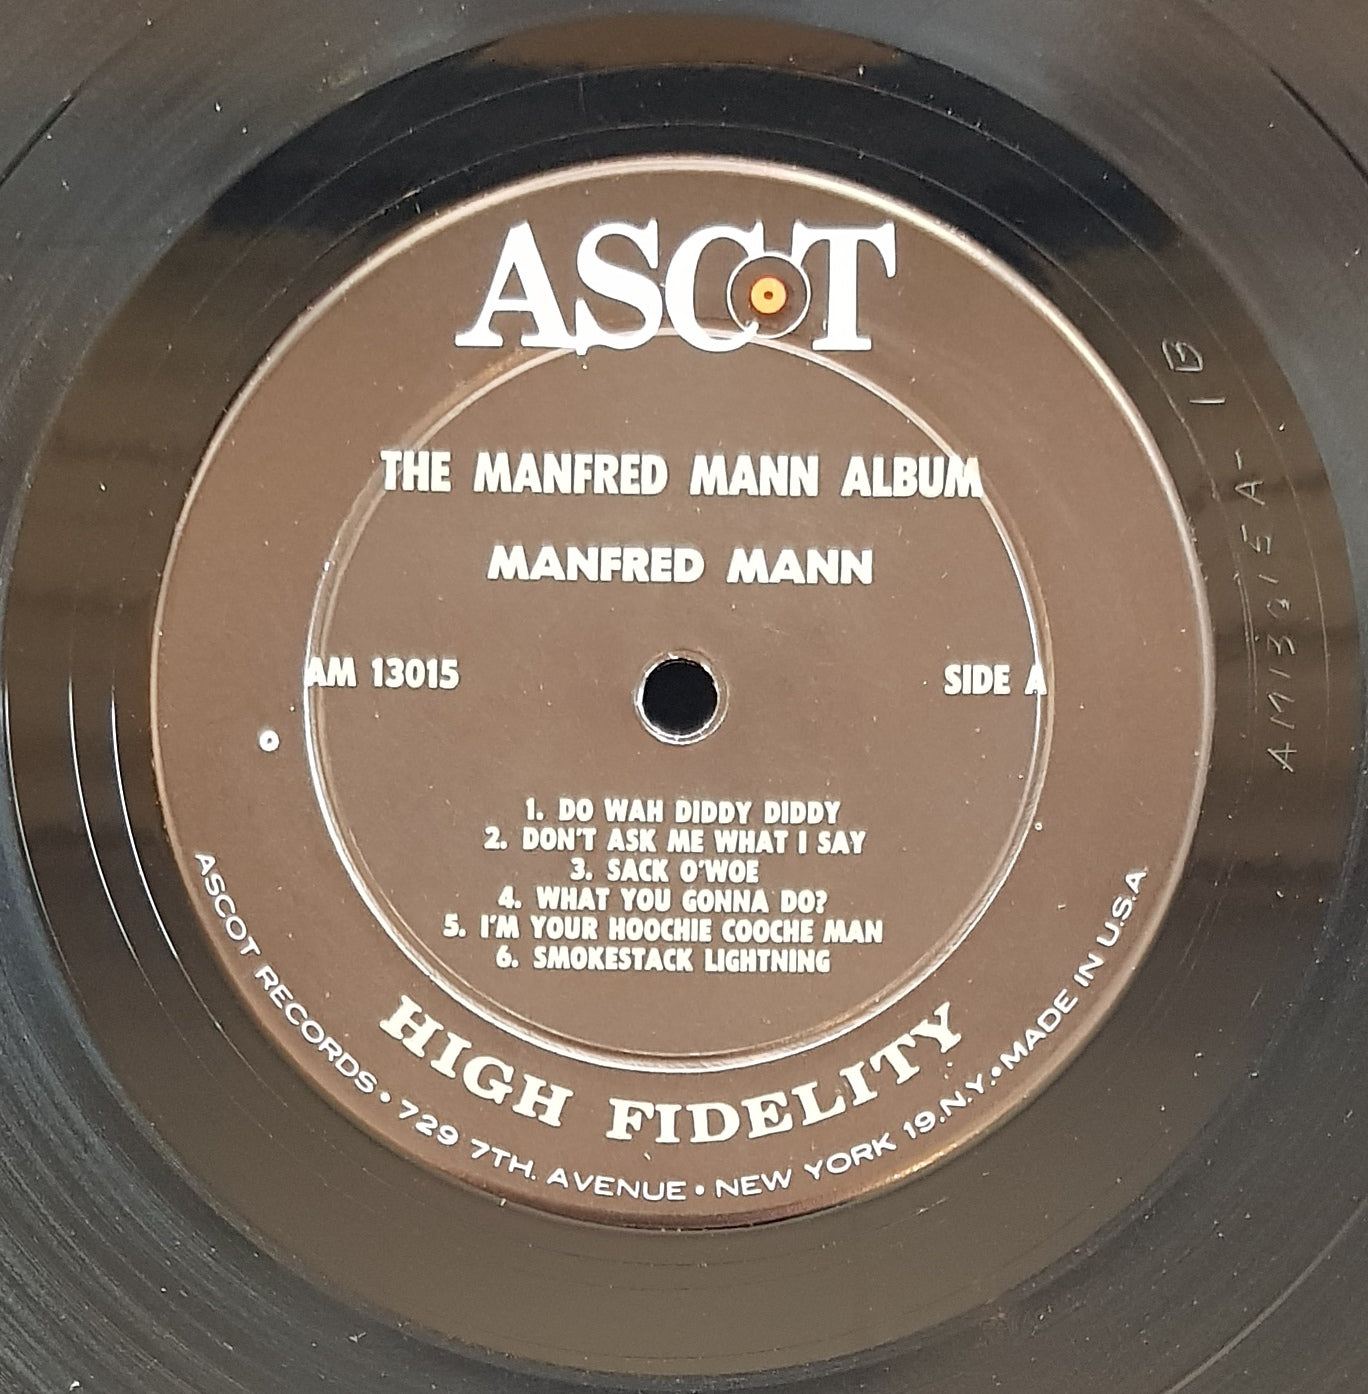 ASCOT
THE MANFRED MANN ALBUM
MANFRED MANN
AM 13015
SIDE A
1. DO WAH DIDDY DIDDY
2. DON'T ASK ME WHAT I SAY
3. SACK O'WOE
4. WHAT YOU GONNA DO?
5. I'M YOUR HOOCHIE COOCHE MAN
6. SMOKESTACK LIGHTNING
HIGH FIDELITY
ASCOT RECORDS • 729 7TH. AVENUE • NEW YORK 19.N.Y. • MADE IN U.S.A.
AM13015A-1B